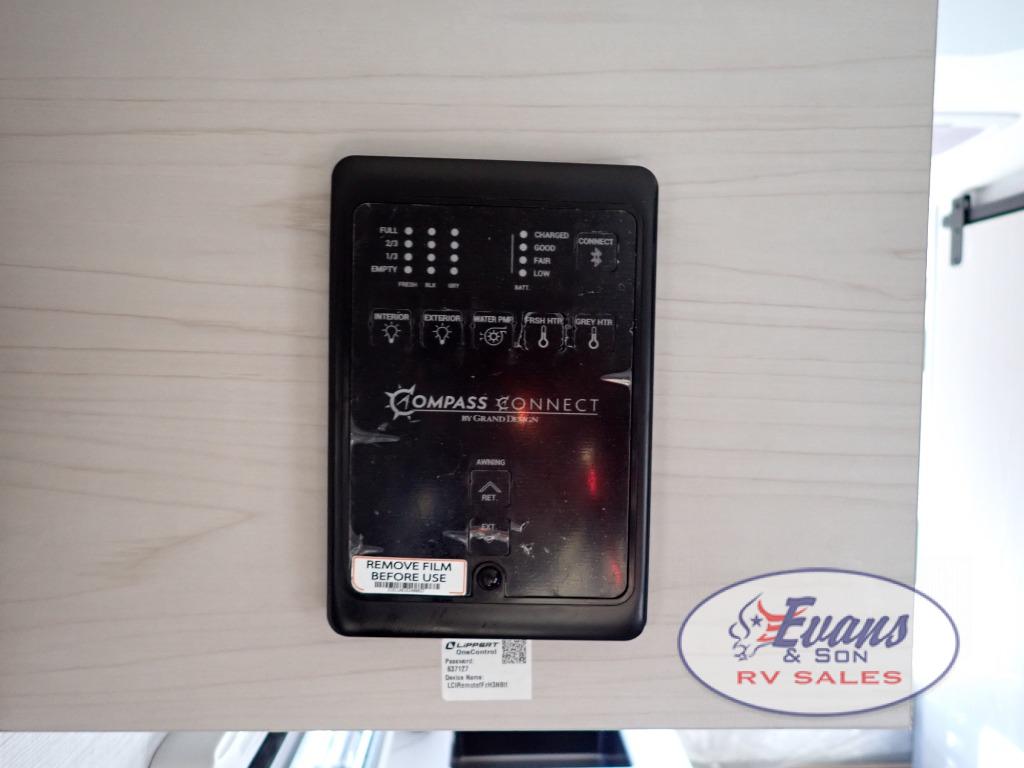 FULL
2/3
1/3
EMPTY
FRESH BLK GRY
CHARGED
GOOD
FAIR
LOW
BATT.
CONNECT
INTERIOR EXTERIOR WATER PMP FRSH HTR GREY HTR
COMPASS CONNECT
BY GRAND DESIGN
AWNING
RET.
EXT
REMOVE FILM
BEFORE USE
LIPPERT
OneControl
Password:
637127
Device Name:
Evans
& SON
RV SALES